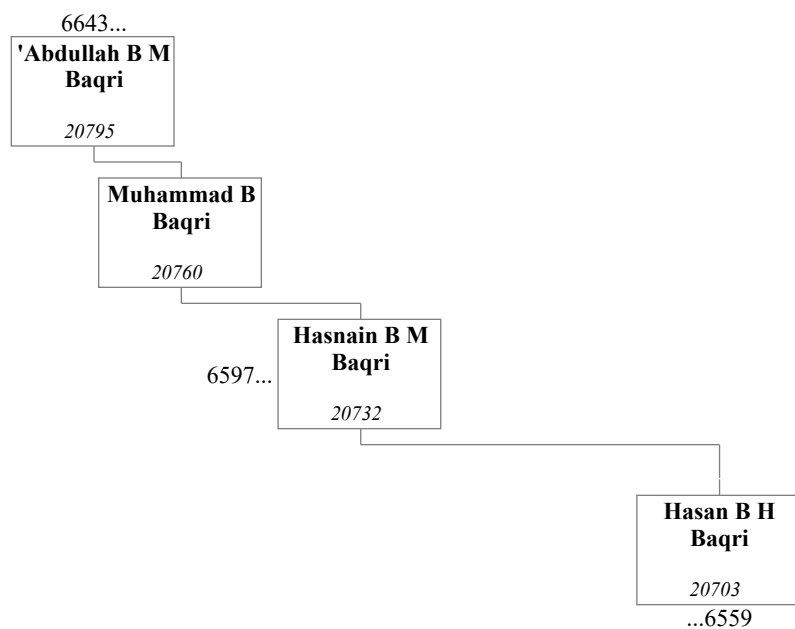 6643...
'Abdullah B M
Baqri
20795
Muhammad B
Baqri
20760
Hasnain B M
Baqri
6597...
20732
Hasan B H
Baqri
20703
...6559